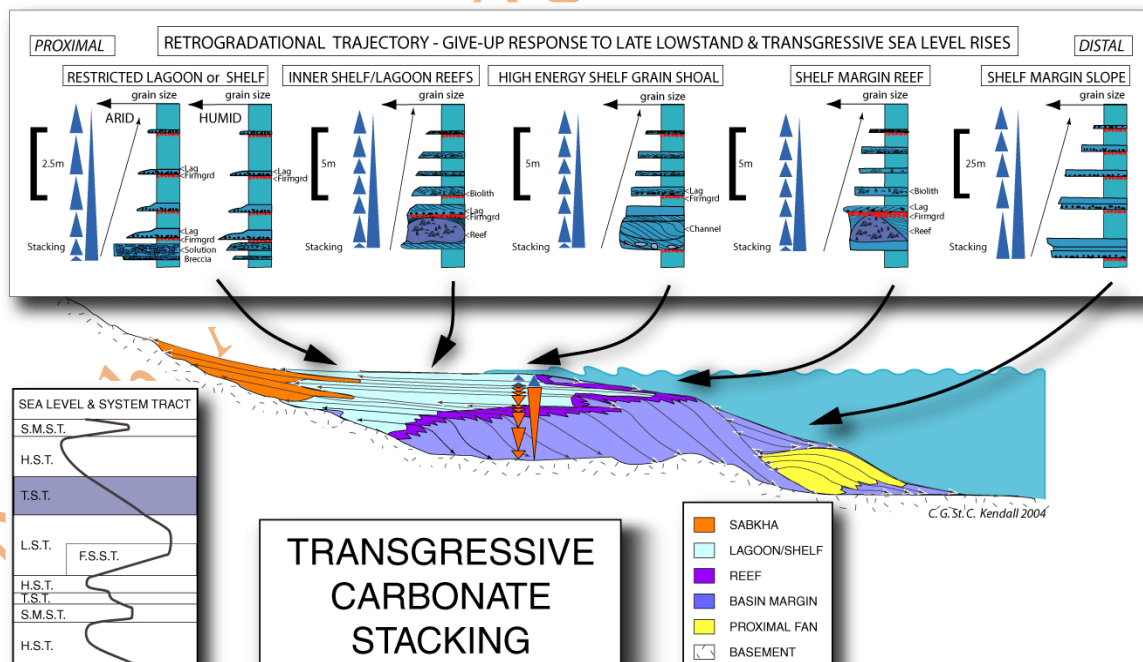 RETROGRADATIONAL TRAJECTORY - GIVE-UP RESPONSE TO LATE LOWSTAND & TRANSGRESSIVE SEA LEVEL RISES
PROXIMAL
DISTAL
RESTRICTED LAGOON or SHELF
grain size
grain size
ARID
HUMID
2.5m
Lag
Firmgrd
Lag
Firmgrd
Lag
Firmgrd
Solution
Breccia
Stacking
INNER SHELF/LAGOON REEFS
grain size
5m
Biolith
Lag
Firmgrd
Reef
Stacking
HIGH ENERGY SHELF GRAIN SHOAL
grain size
5m
Lag
Firmgrd
Channel
Stacking
SHELF MARGIN REEF
grain size
5m
Biolith
Lag
Firmgrd
Reef
Stacking
SHELF MARGIN SLOPE
grain size
25m
Stacking
C.G.St.C. Kendall 2004
SEA LEVEL & SYSTEM TRACT
S.M.S.T.
H.S.T.
T.S.T.
L.S.T.
F.S.S.T.
H.S.T.
T.S.T.
S.M.S.T.
H.S.T.
TRANSGRESSIVE
CARBONATE
STACKING
SABKHA
LAGOON/SHELF
REEF
BASIN MARGIN
PROXIMAL FAN
BASEMENT